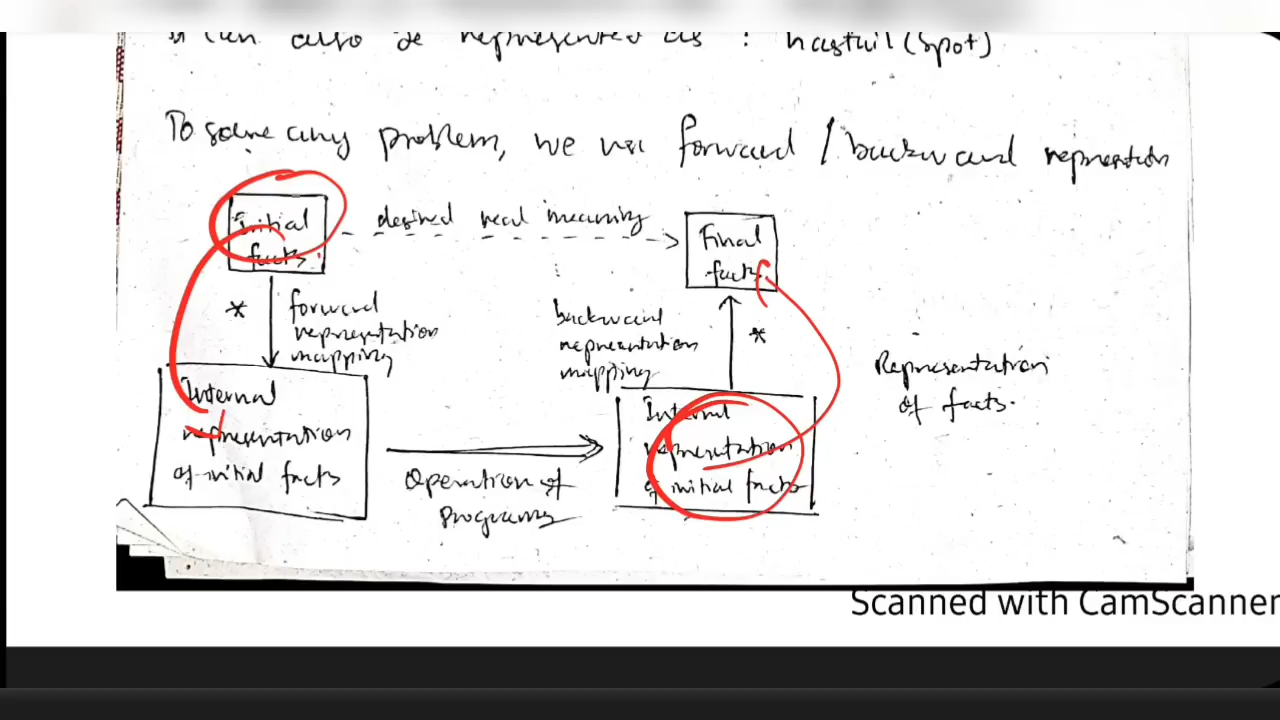 It can also be represented as : hastail (Spot)
To solve any problem, we use forward / backward represention
Initial
facts
desired real meaning
Final
facts
*
forward
representation
mapping
backward
representation
mapping
*
Representation
of facts.
Internal
representation
of initial facts
Operation of
programs
Internal
representation
of initial facts
Scanned with CamScanner